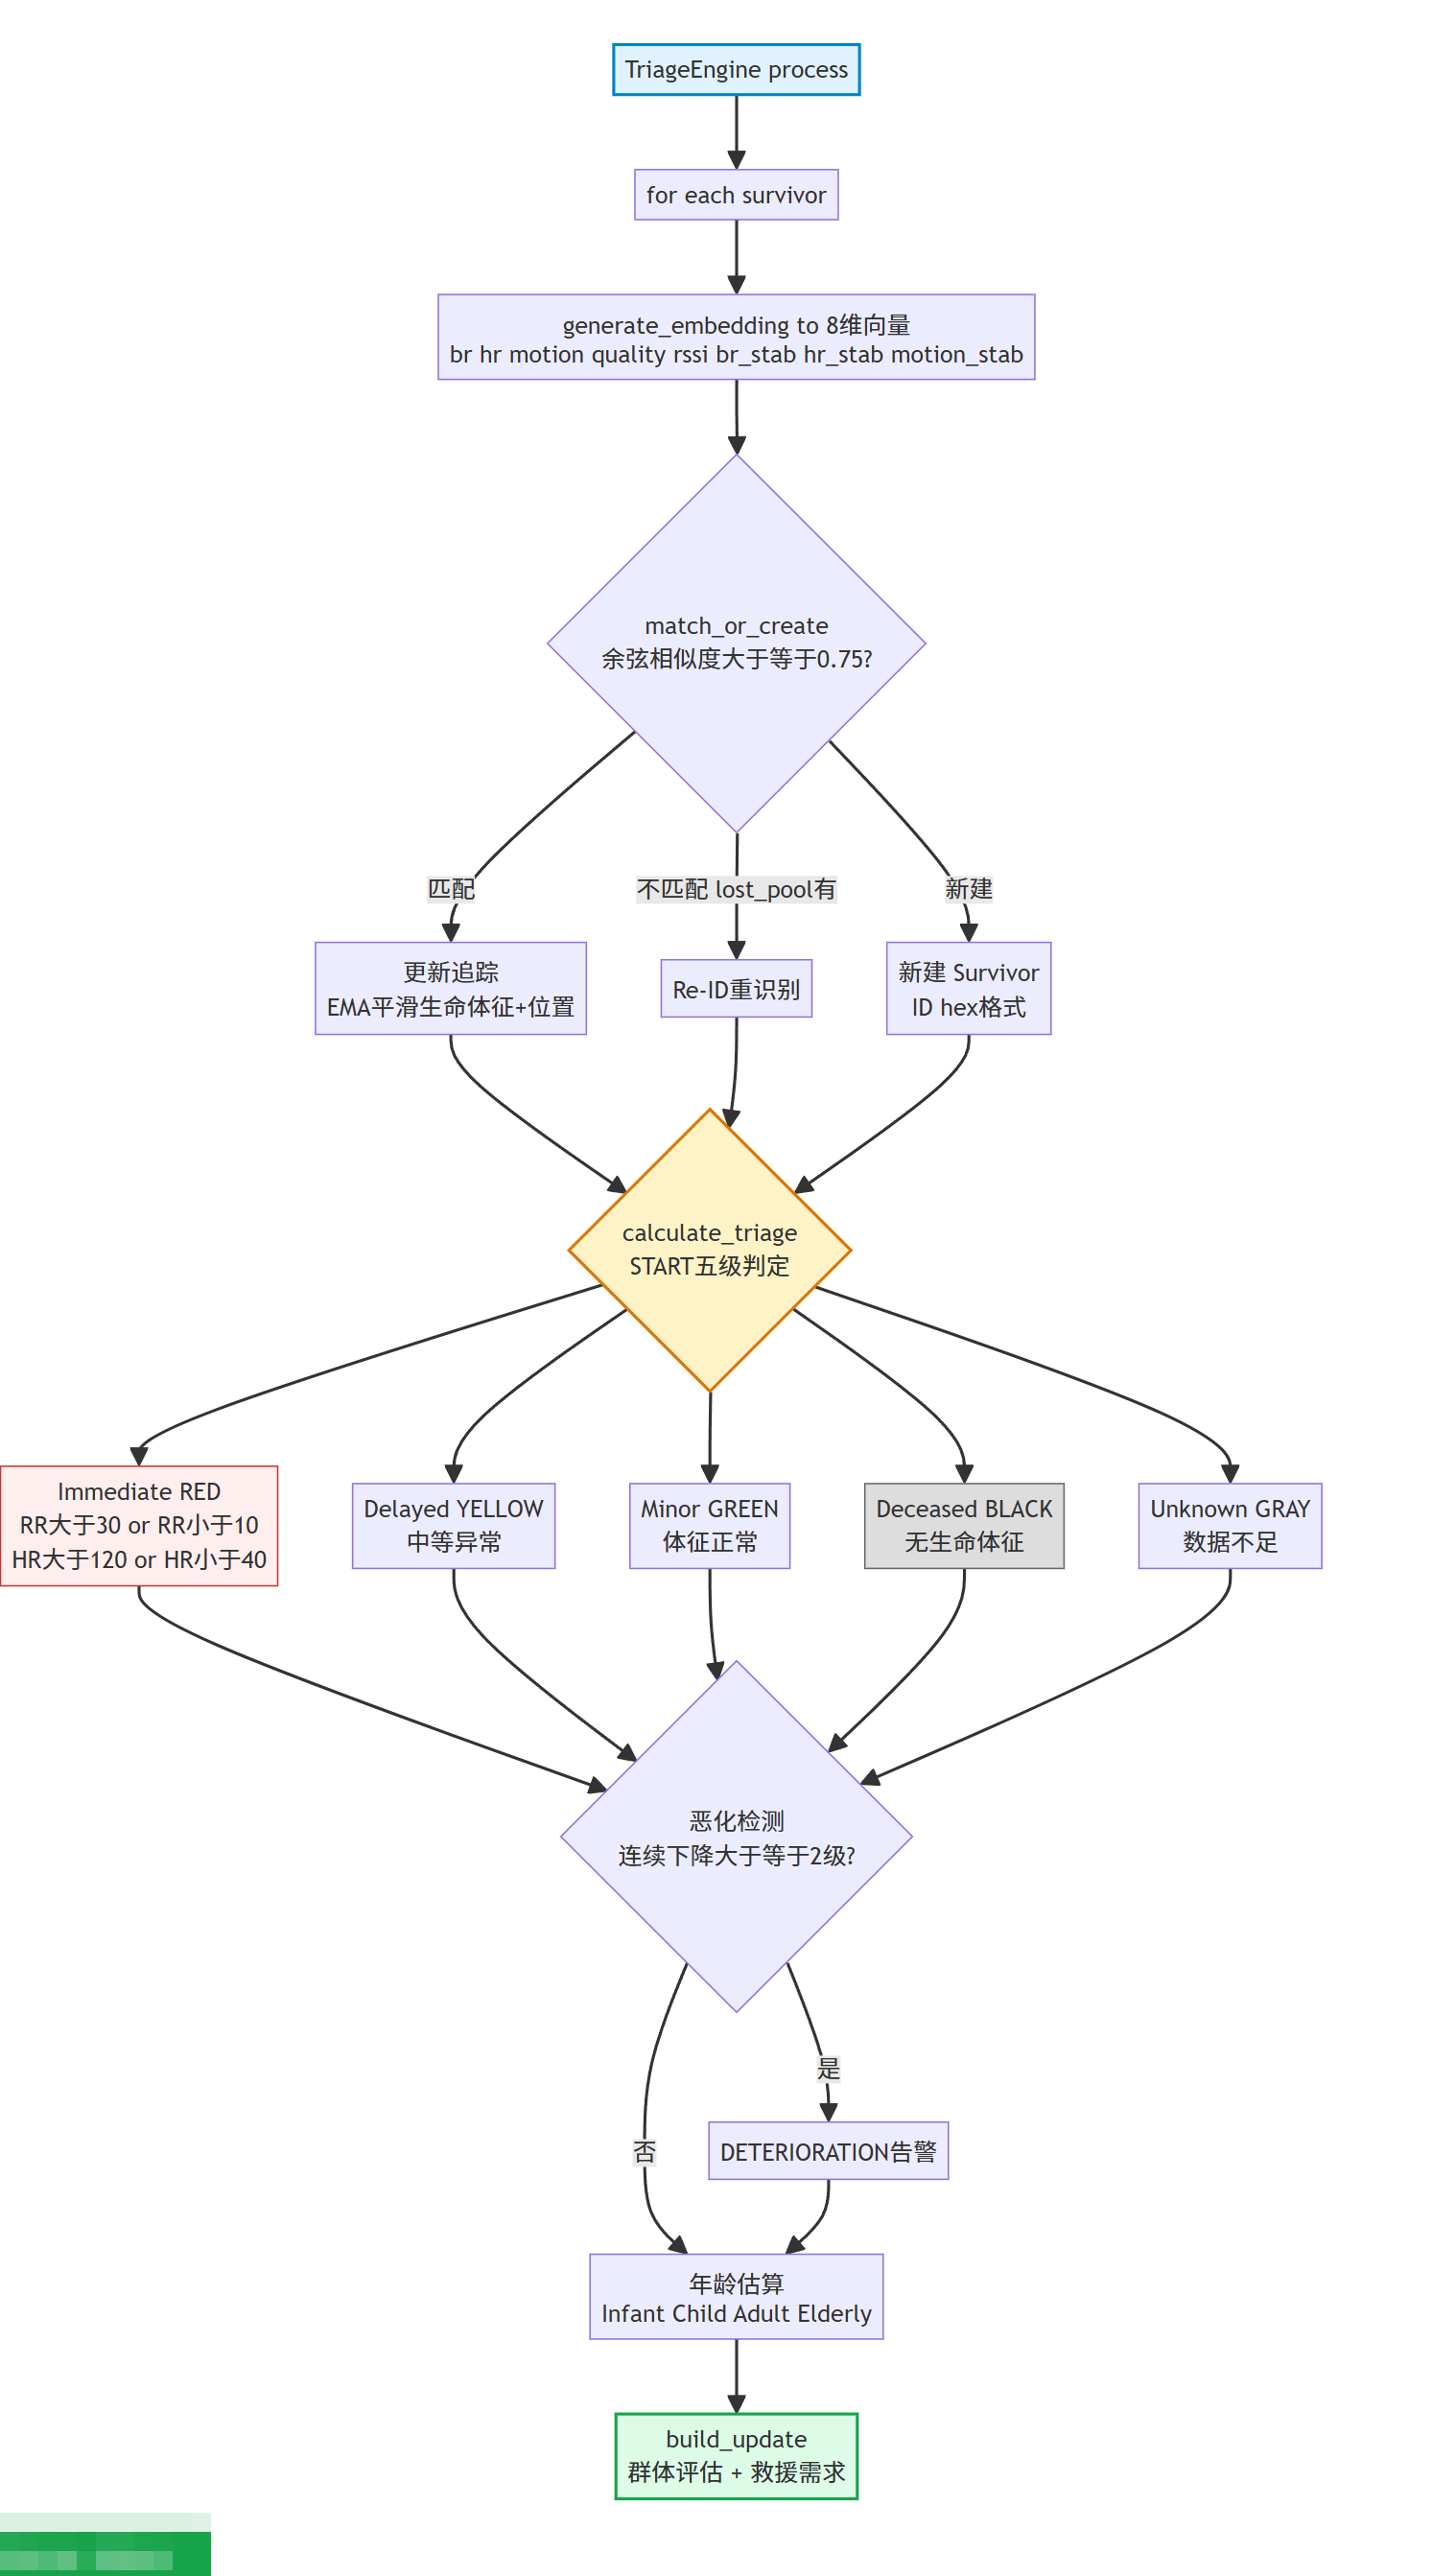 TriageEngine process
for each survivor
generate_embedding to 8维向量
br hr motion quality rssi br_stab hr_stab motion_stab
match_or_create
余弦相似度大于等于0.75?
匹配
不匹配 lost_pool有
新建
更新追踪
EMA平滑生命体征+位置
Re-ID重识别
新建 Survivor
ID hex格式
calculate_triage
START五级判定
Immediate RED
RR大于30 or RR小于10
HR大于120 or HR小于40
Delayed YELLOW
中等异常
Minor GREEN
体征正常
Deceased BLACK
无生命体征
Unknown GRAY
数据不足
恶化检测
连续下降大于等于2级?
是
否
DETERIORATION告警
年龄估算
Infant Child Adult Elderly
build_update
群体评估 + 救援需求